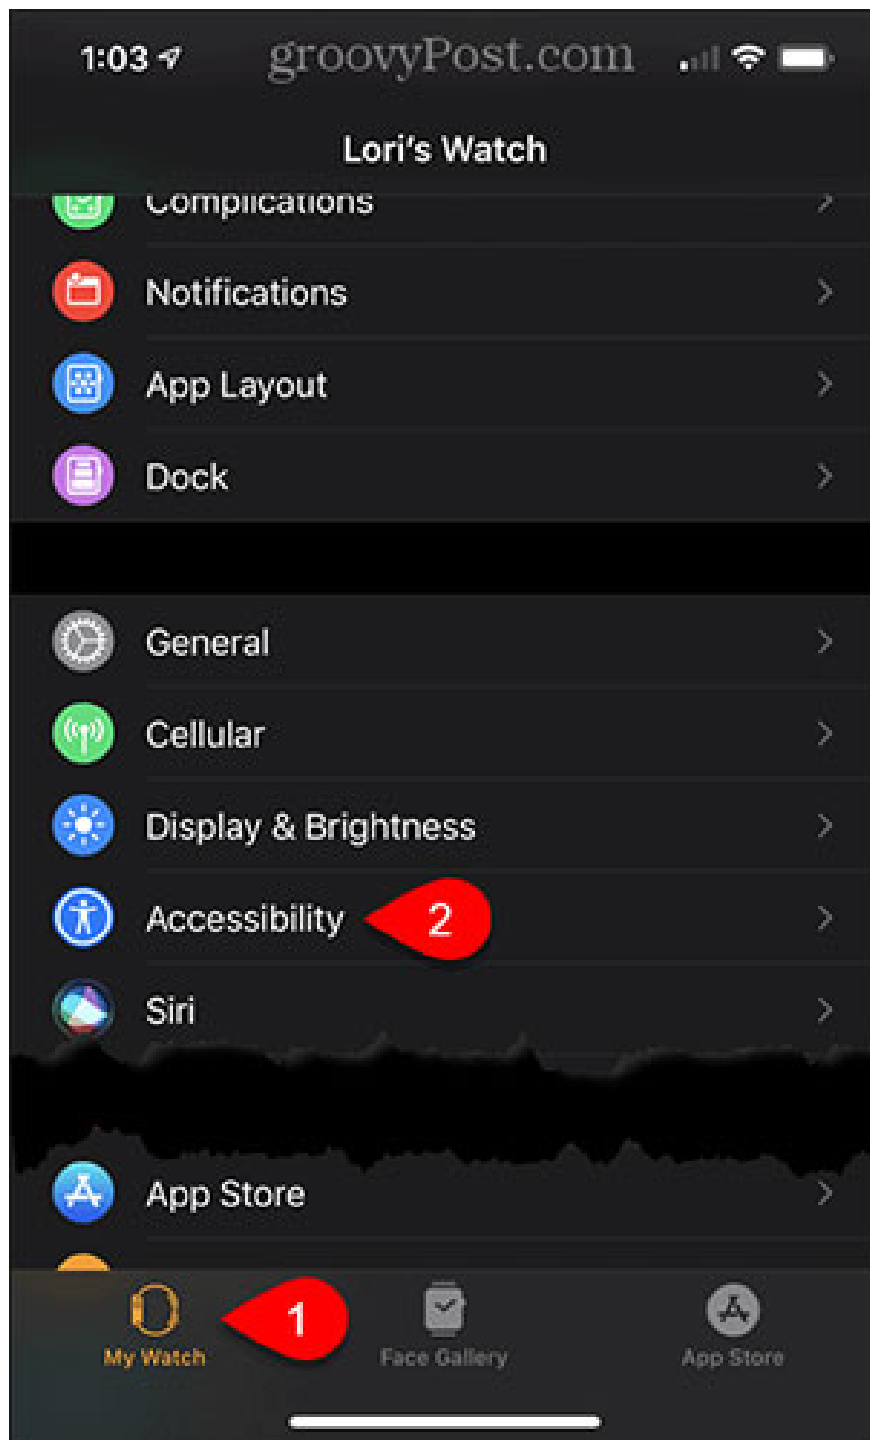 1:03
groovyPost.com
Lori's Watch
Complications
Notifications
App Layout
Dock
General
Cellular
Display & Brightness
Accessibility
2
Siri
App Store
1
My Watch
Face Gallery
App Store